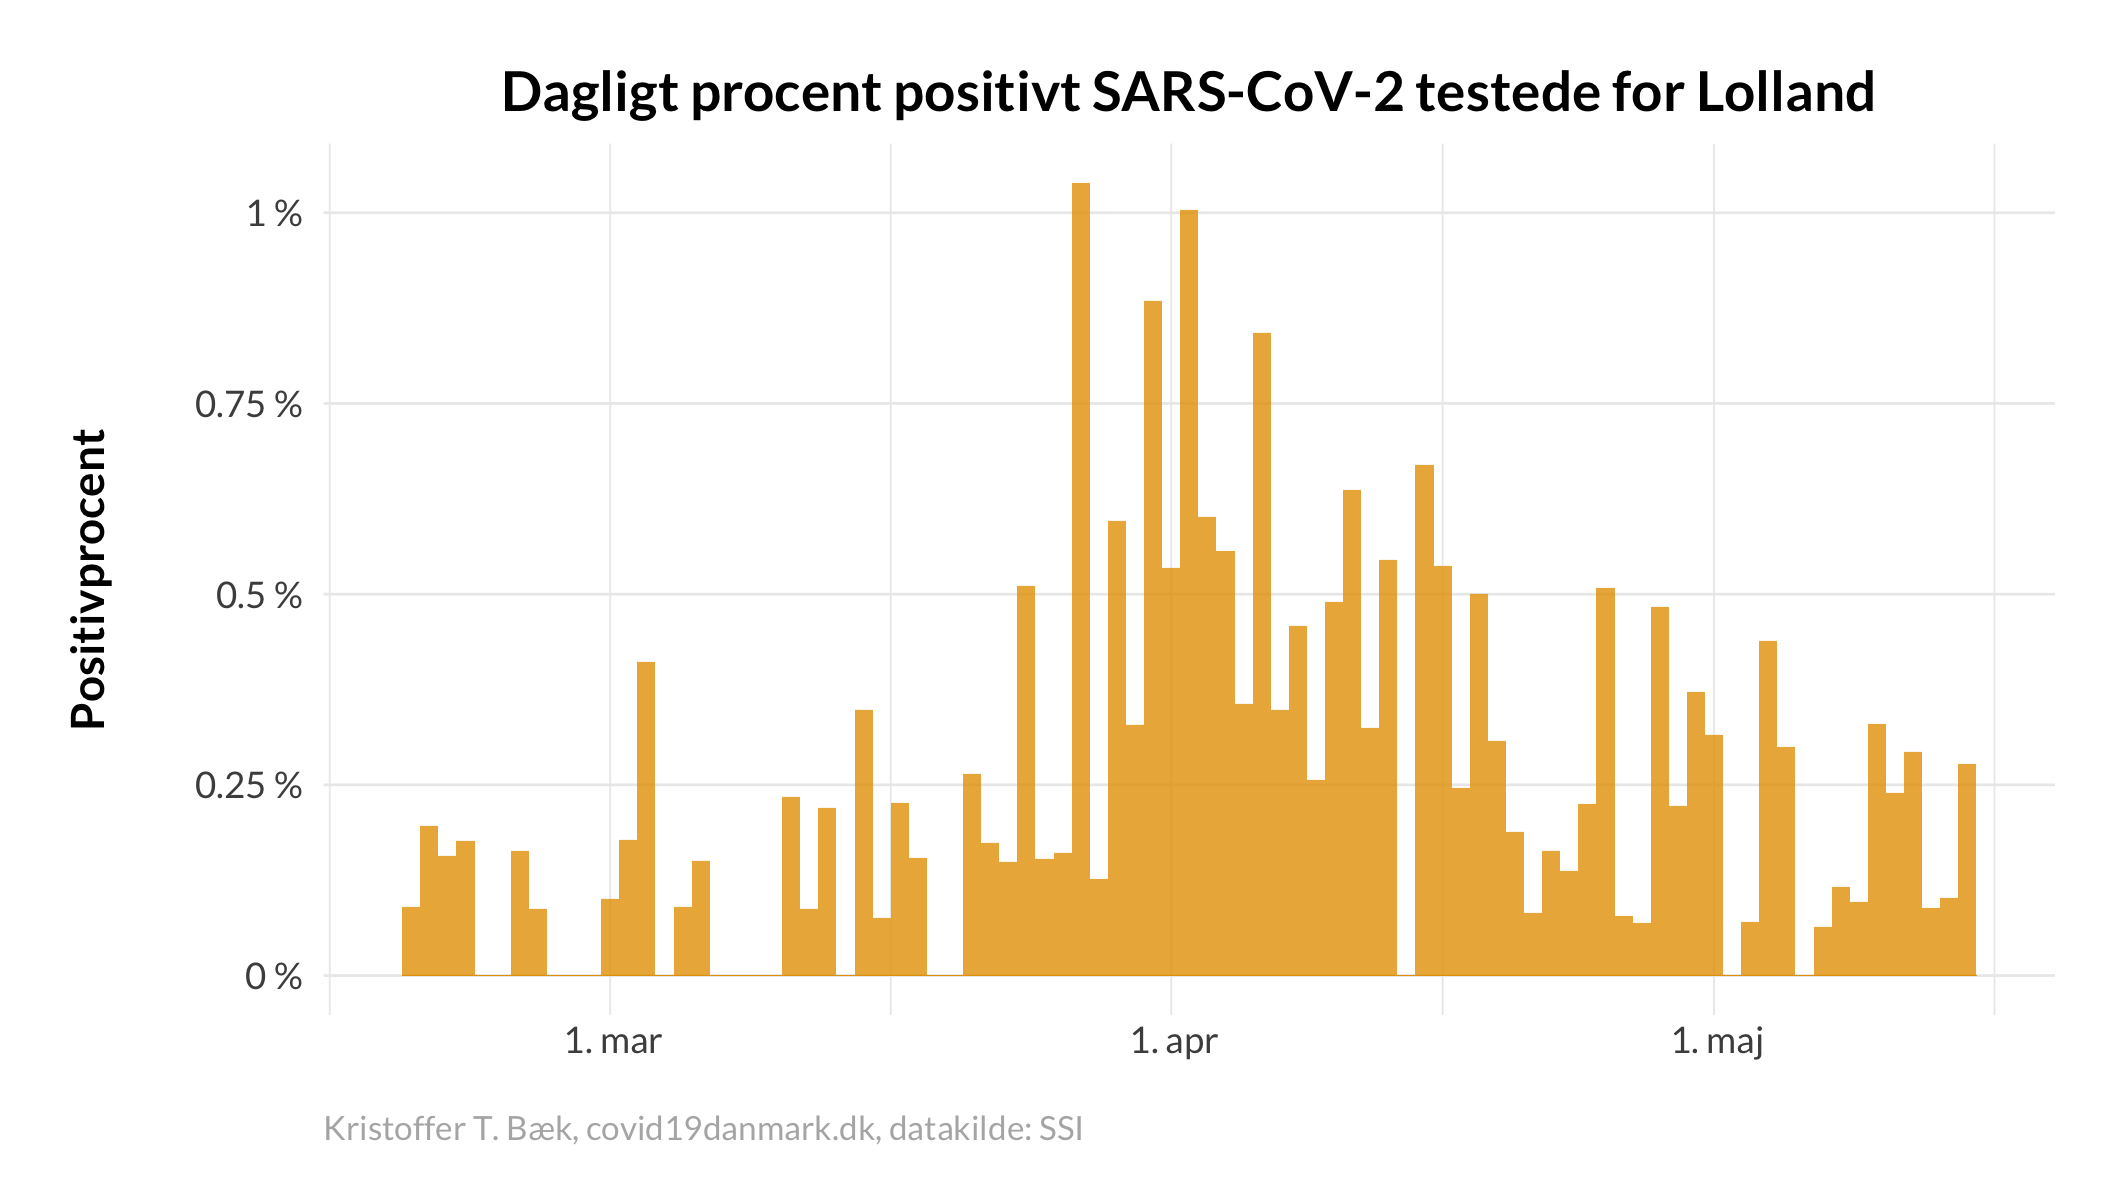 Dagligt procent positivt SARS-CoV-2 testede for Lolland
Positivprocent
1 %
0.75 %
0.5 %
0.25 %
0 %
1. mar
1. apr
1. maj
Kristoffer T. Bæk, covid19danmark.dk, datakilde: SSI